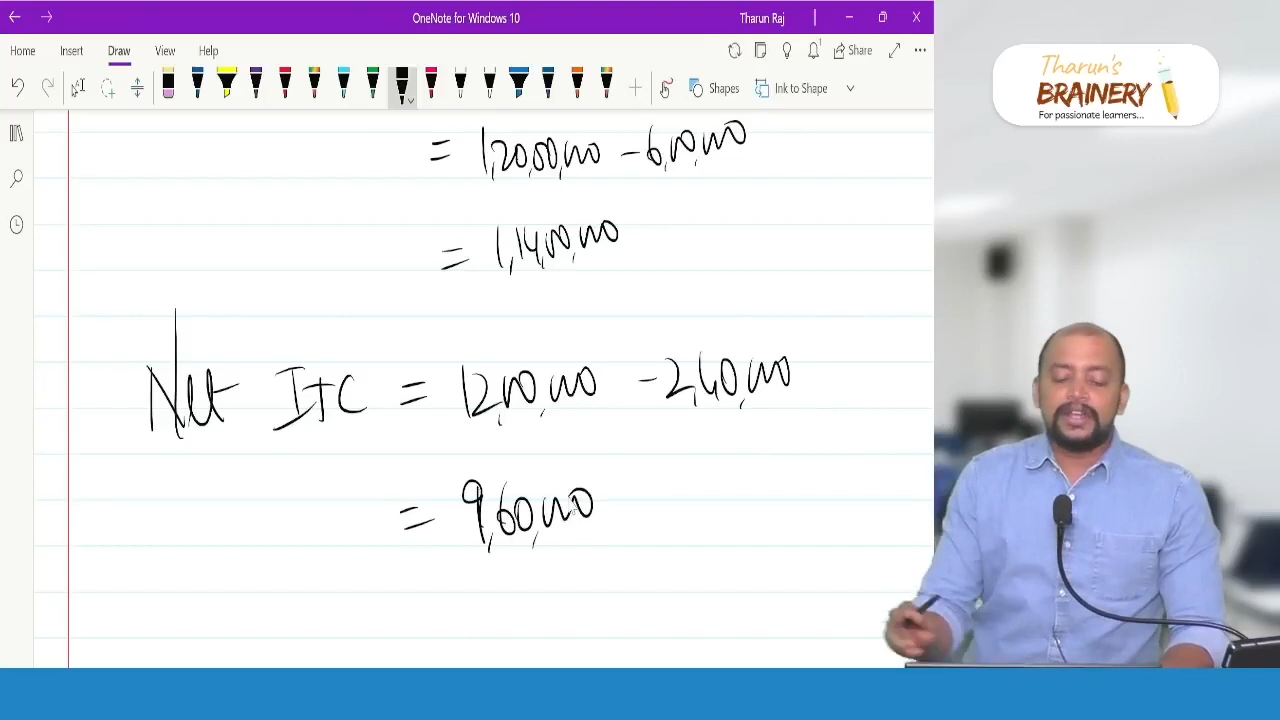 OneNote for Windows 10
Tharun Raj
Home Insert Draw View Help
Share
Shapes
Ink to Shape
Tharun's
BRAINERY
For passionate learners...
= 1,20,00,000 - 6,00,000
= 1,14,00,000
Net ITC = 12,00,000 - 2,40,000
= 9,60,000